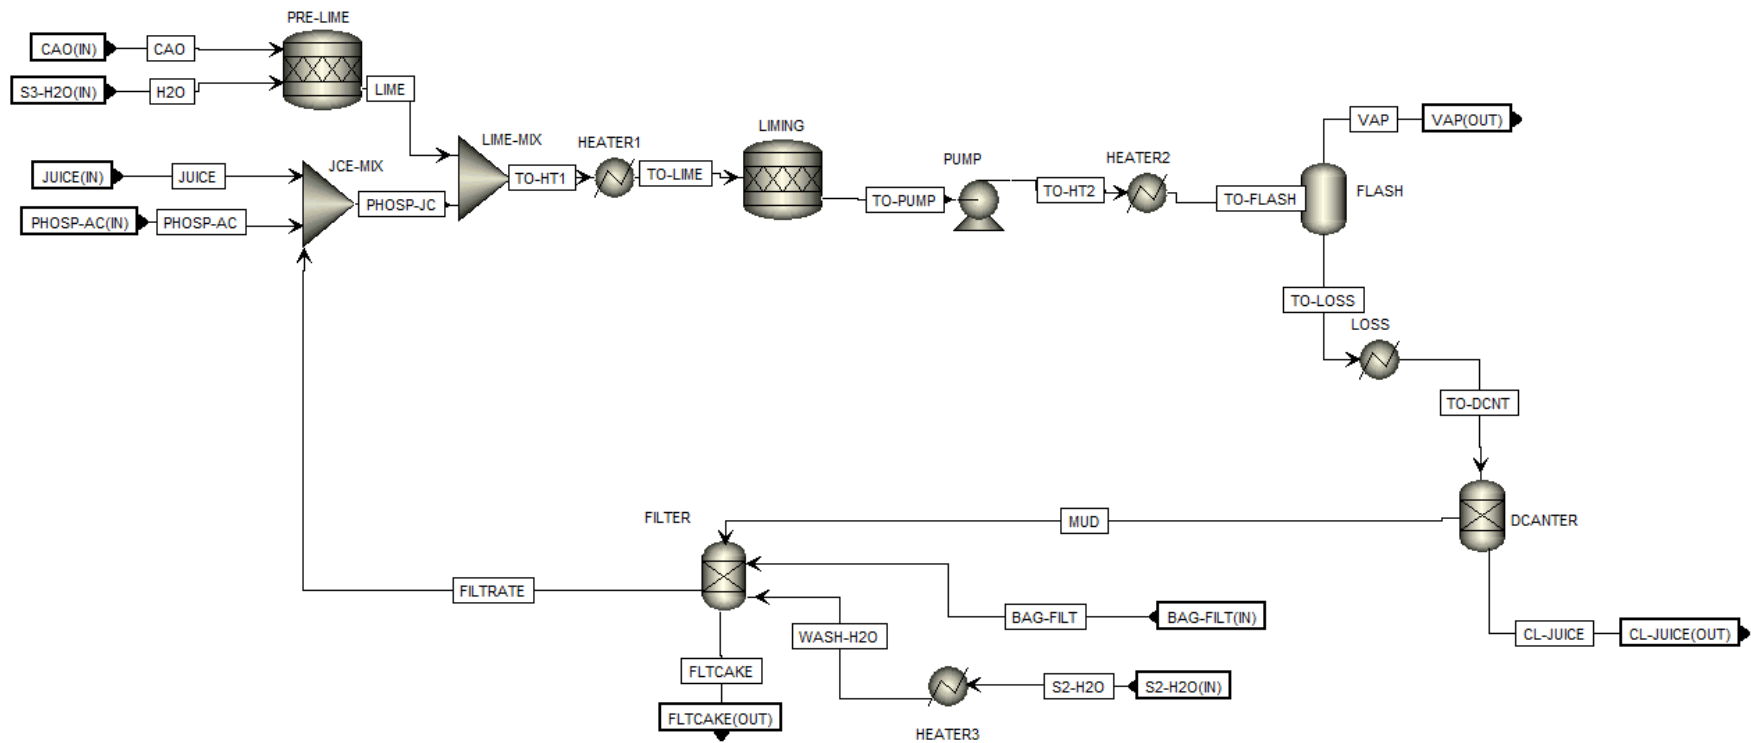 PRE-LIME
CAO(IN)
CAO
S3-H2O(IN)
H2O
LIME
JUICE(IN)
JUICE
JCE-MIX
PHOSP-AC(IN)
PHOSP-AC
PHOSP-JC
LIME-MIX
TO-HT1
HEATER1
TO-LIME
LIMING
TO-PUMP
PUMP
TO-HT2
HEATER2
TO-FLASH
VAP
VAP(OUT)
FLASH
TO-LOSS
LOSS
TO-DCNT
DCANTER
MUD
FILTER
FILTRATE
BAG-FILT
BAG-FILT(IN)
WASH-H2O
CL-JUICE
CL-JUICE(OUT)
FLTCAKE
S2-H2O
S2-H2O(IN)
FLTCAKE(OUT)
HEATER3